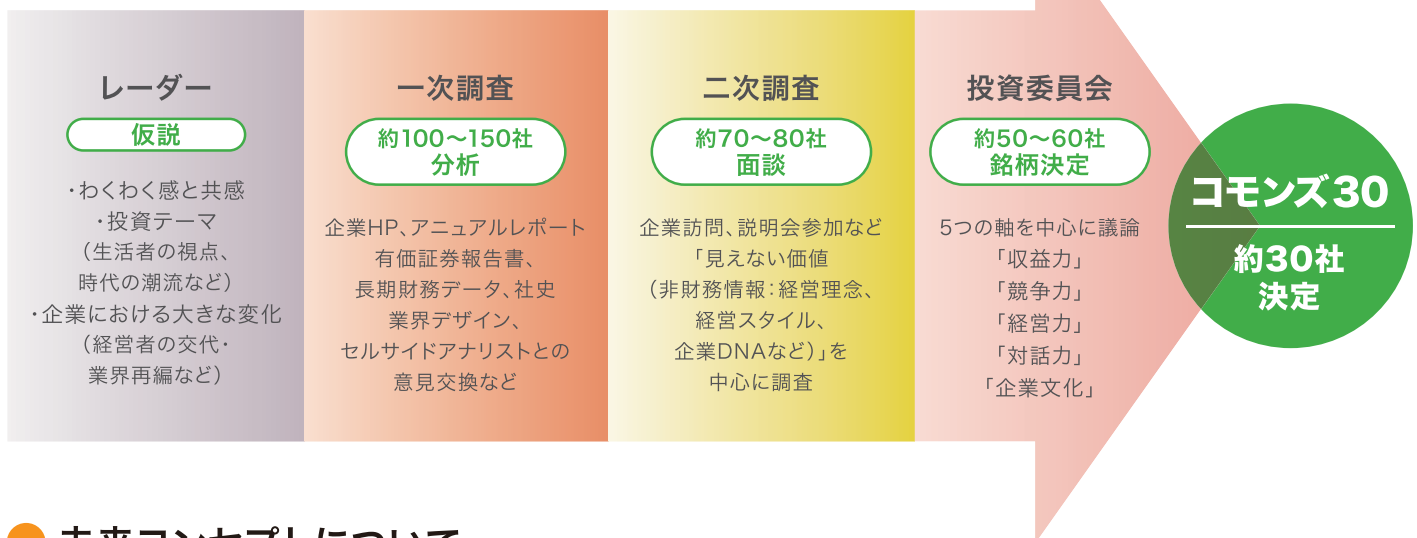 レーダー
仮説
・わくわく感と共感
・投資テーマ
（生活者の視点、
時代の潮流など）
・企業における大きな変化
（経営者の交代・
業界再編など）
一次調査
約100〜150社
分析
企業HP、アニュアルレポート
有価証券報告書、
長期財務データ、社史
業界デザイン、
セルサイドアナリストとの
意見交換など
二次調査
約70〜80社
面談
企業訪問、説明会参加など
「見えない価値
（非財務情報：経営理念、
経営スタイル、
企業DNAなど）」を
中心に調査
投資委員会
約50〜60社
銘柄決定
5つの軸を中心に議論
「収益力」
「競争力」
「経営力」
「対話力」
「企業文化」
コモンズ30
約30社
決定
未来コンセプトについて